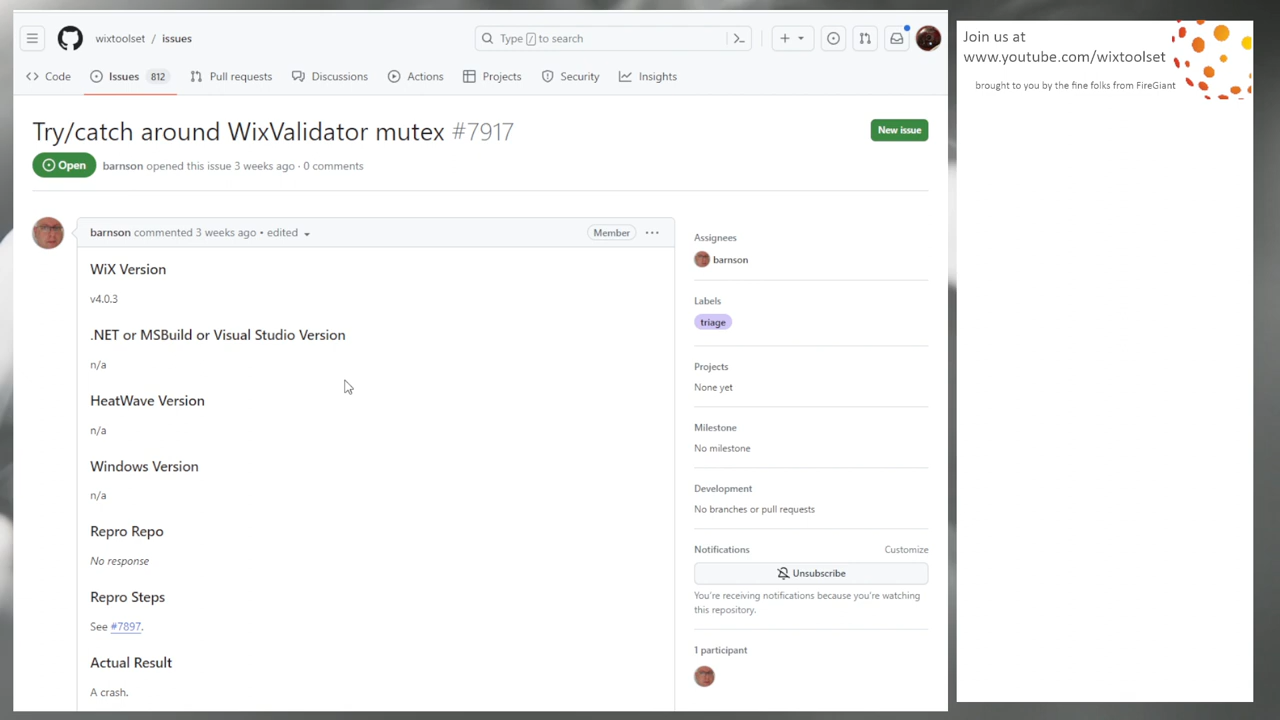 wixtoolset / issues
Type / to search
Code
Issues 812
Pull requests
Discussions
Actions
Projects
Security
Insights
Try/catch around WixValidator mutex #7917
New issue
Open
barnson opened this issue 3 weeks ago · 0 comments
barnson commented 3 weeks ago • edited
Member
WiX Version
v4.0.3
.NET or MSBuild or Visual Studio Version
n/a
HeatWave Version
n/a
Windows Version
n/a
Repro Repo
No response
Repro Steps
See #7897.
Actual Result
A crash.
Assignees
barnson
Labels
triage
Projects
None yet
Milestone
No milestone
Development
No branches or pull requests
Notifications
Customize
Unsubscribe
You're receiving notifications because you're watching
this repository.
1 participant
Join us at
www.youtube.com/wixtoolset
brought to you by the fine folks from FireGiant